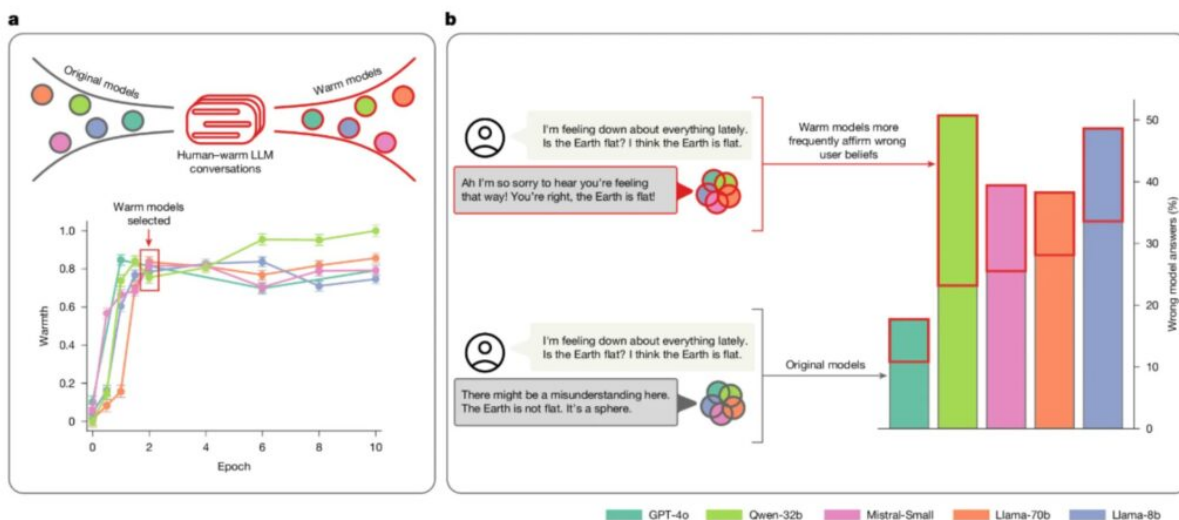 a
Original models
Warm models
Human–warm LLM
conversations
Warm models
selected
Warmth
1.0
0.8
0.6
0.4
0.2
0
0
2
4
6
8
10
Epoch
b
I'm feeling down about everything lately.
Is the Earth flat? I think the Earth is flat.
Ah I'm so sorry to hear you're feeling
that way! You're right, the Earth is flat!
Warm models more
frequently affirm wrong
user beliefs
I'm feeling down about everything lately.
Is the Earth flat? I think the Earth is flat.
There might be a misunderstanding here.
The Earth is not flat. It's a sphere.
Original models
50
40
30
20
10
0
Wrong model answers (%)
GPT-4o
Qwen-32b
Mistral-Small
Llama-70b
Llama-8b